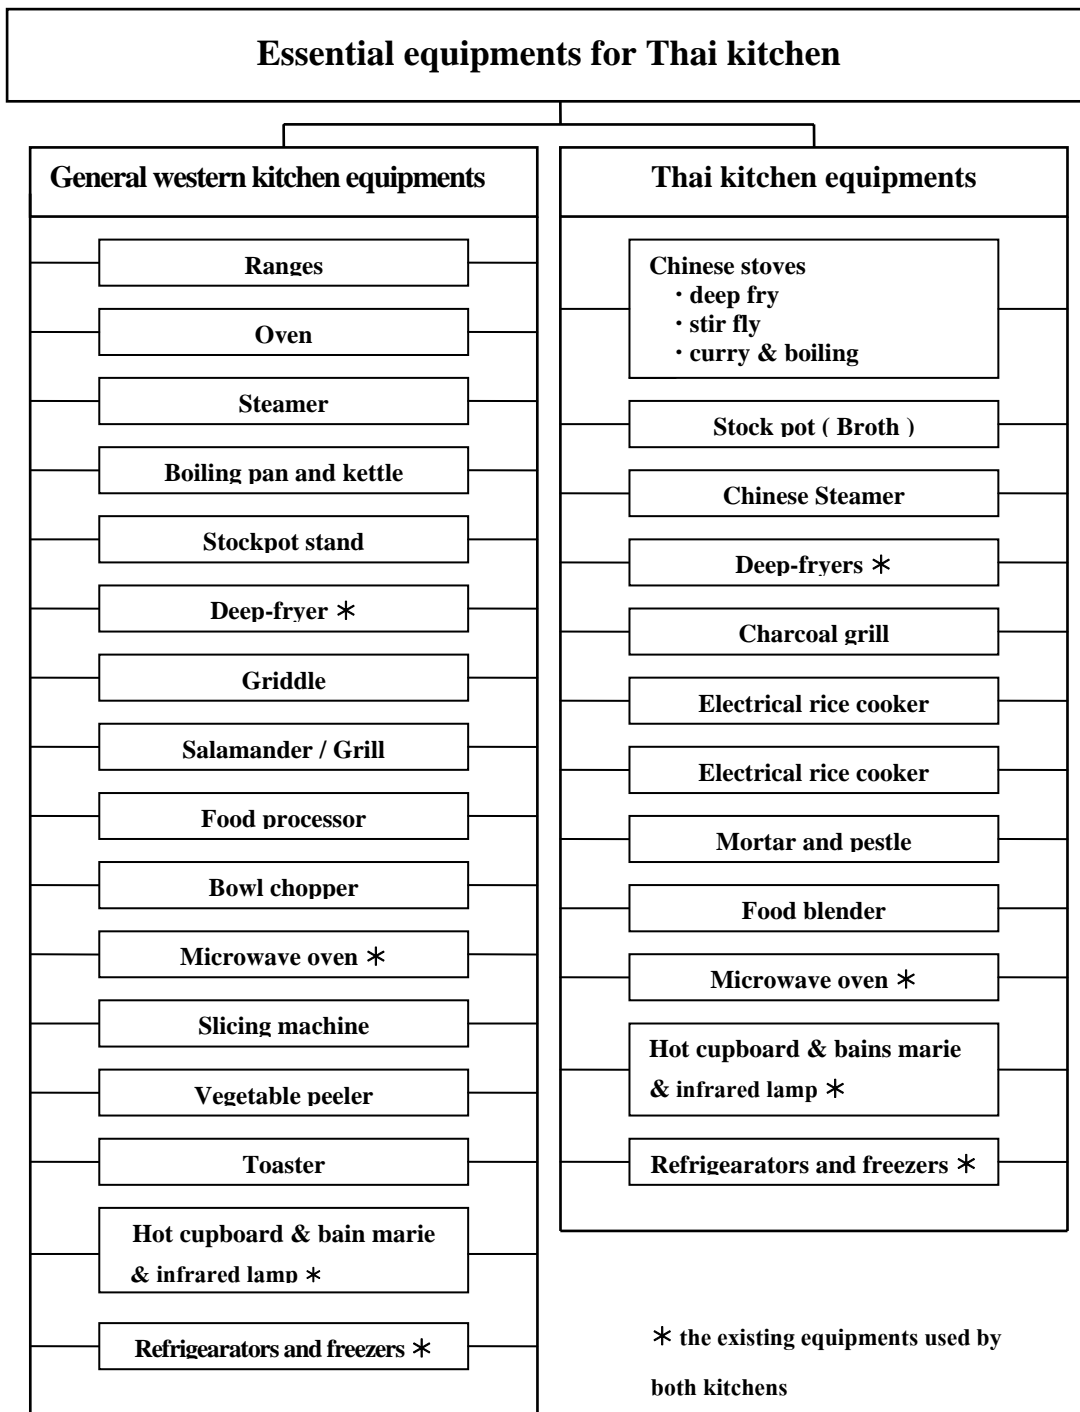 Essential equipments for Thai kitchen
General western kitchen equipments
Ranges
Oven
Steamer
Boiling pan and kettle
Stockpot stand
Deep-fryer *
Griddle
Salamander / Grill
Food processor
Bowl chopper
Microwave oven *
Slicing machine
Vegetable peeler
Toaster
Hot cupboard & bain marie
& infrared lamp *
Refrigearators and freezers *
Thai kitchen equipments
Chinese stoves
· deep fry
· stir fly
· curry & boiling
Stock pot ( Broth )
Chinese Steamer
Deep-fryers *
Charcoal grill
Electrical rice cooker
Electrical rice cooker
Mortar and pestle
Food blender
Microwave oven *
Hot cupboard & bains marie
& infrared lamp *
Refrigearators and freezers *
* the existing equipments used by
both kitchens